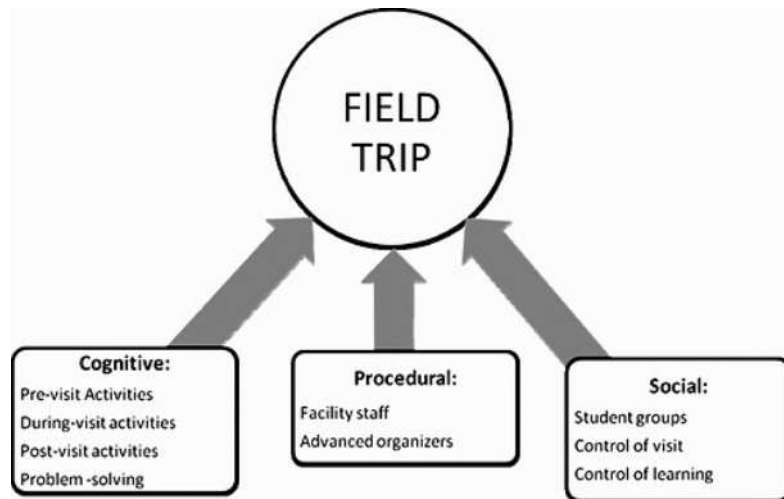 FIELD
TRIP
Cognitive:
Pre-visit Activities
During-visit activities
Post-visit activities
Problem -solving
Procedural:
Facility staff
Advanced organizers
Social:
Student groups
Control of visit
Control of learning